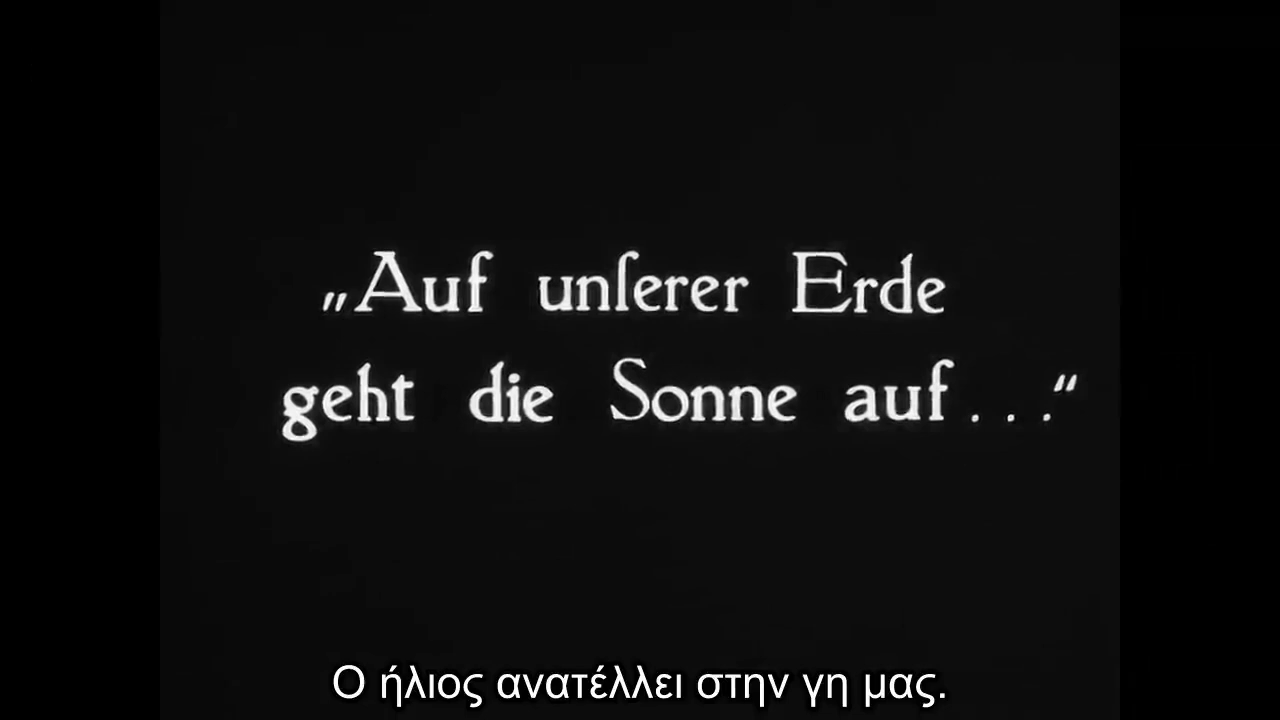 „Auf unſerer Erde
geht die Sonne auf . . .“
Ο ήλιος ανατέλλει στην γη μας.